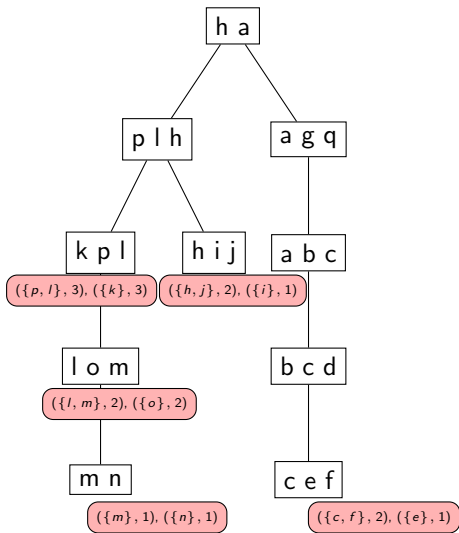 h a
p l h
a g q
k p l
h i j
a b c
({p, l}, 3), ({k}, 3)
({h, j}, 2), ({i}, 1)
l o m
b c d
({l, m}, 2), ({o}, 2)
m n
c e f
({m}, 1), ({n}, 1)
({c, f}, 2), ({e}, 1)